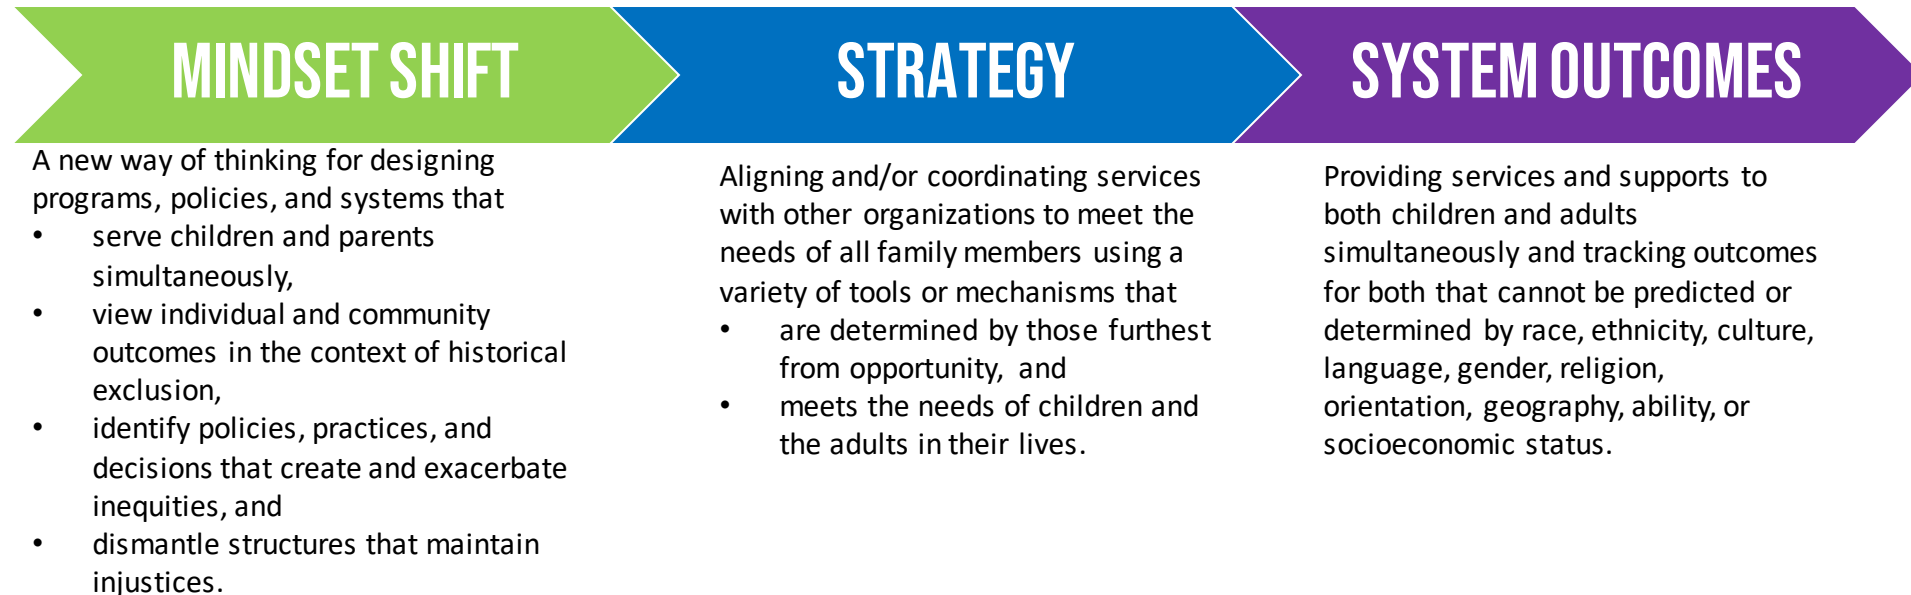 MINDSET SHIFT
A new way of thinking for designing
programs, policies, and systems that
• serve children and parents
simultaneously,
• view individual and community
outcomes in the context of historical
exclusion,
• identify policies, practices, and
decisions that create and exacerbate
inequities, and
• dismantle structures that maintain
injustices.
STRATEGY
Aligning and/or coordinating services
with other organizations to meet the
needs of all family members using a
variety of tools or mechanisms that
• are determined by those furthest
from opportunity, and
• meets the needs of children and
the adults in their lives.
SYSTEM OUTCOMES
Providing services and supports to
both children and adults
simultaneously and tracking outcomes
for both that cannot be predicted or
determined by race, ethnicity, culture,
language, gender, religion,
orientation, geography, ability, or
socioeconomic status.